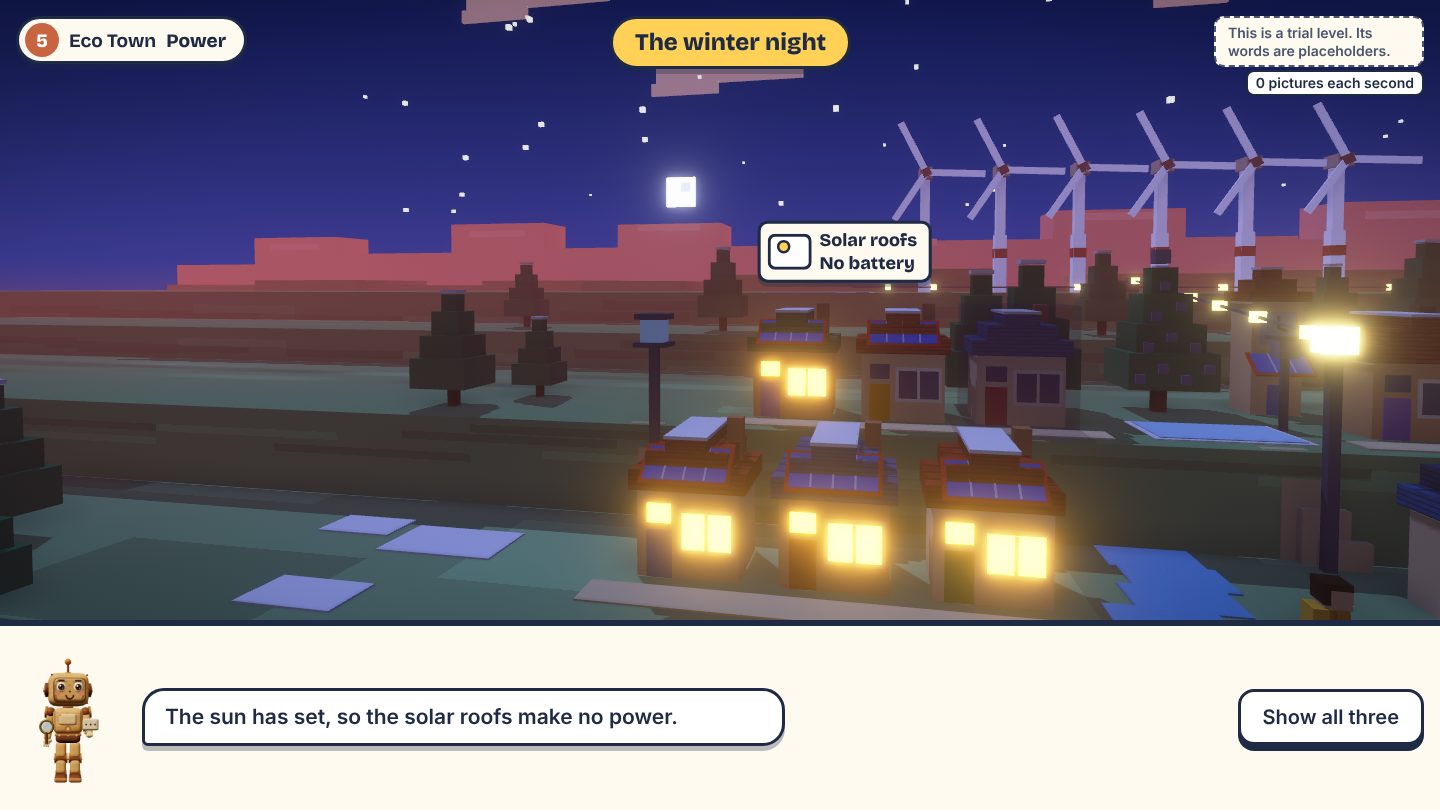 5 Eco Town Power
The winter night
This is a trial level. Its
words are placeholders.
0 pictures each second
Solar roofs
No battery
The sun has set, so the solar roofs make no power.
Show all three